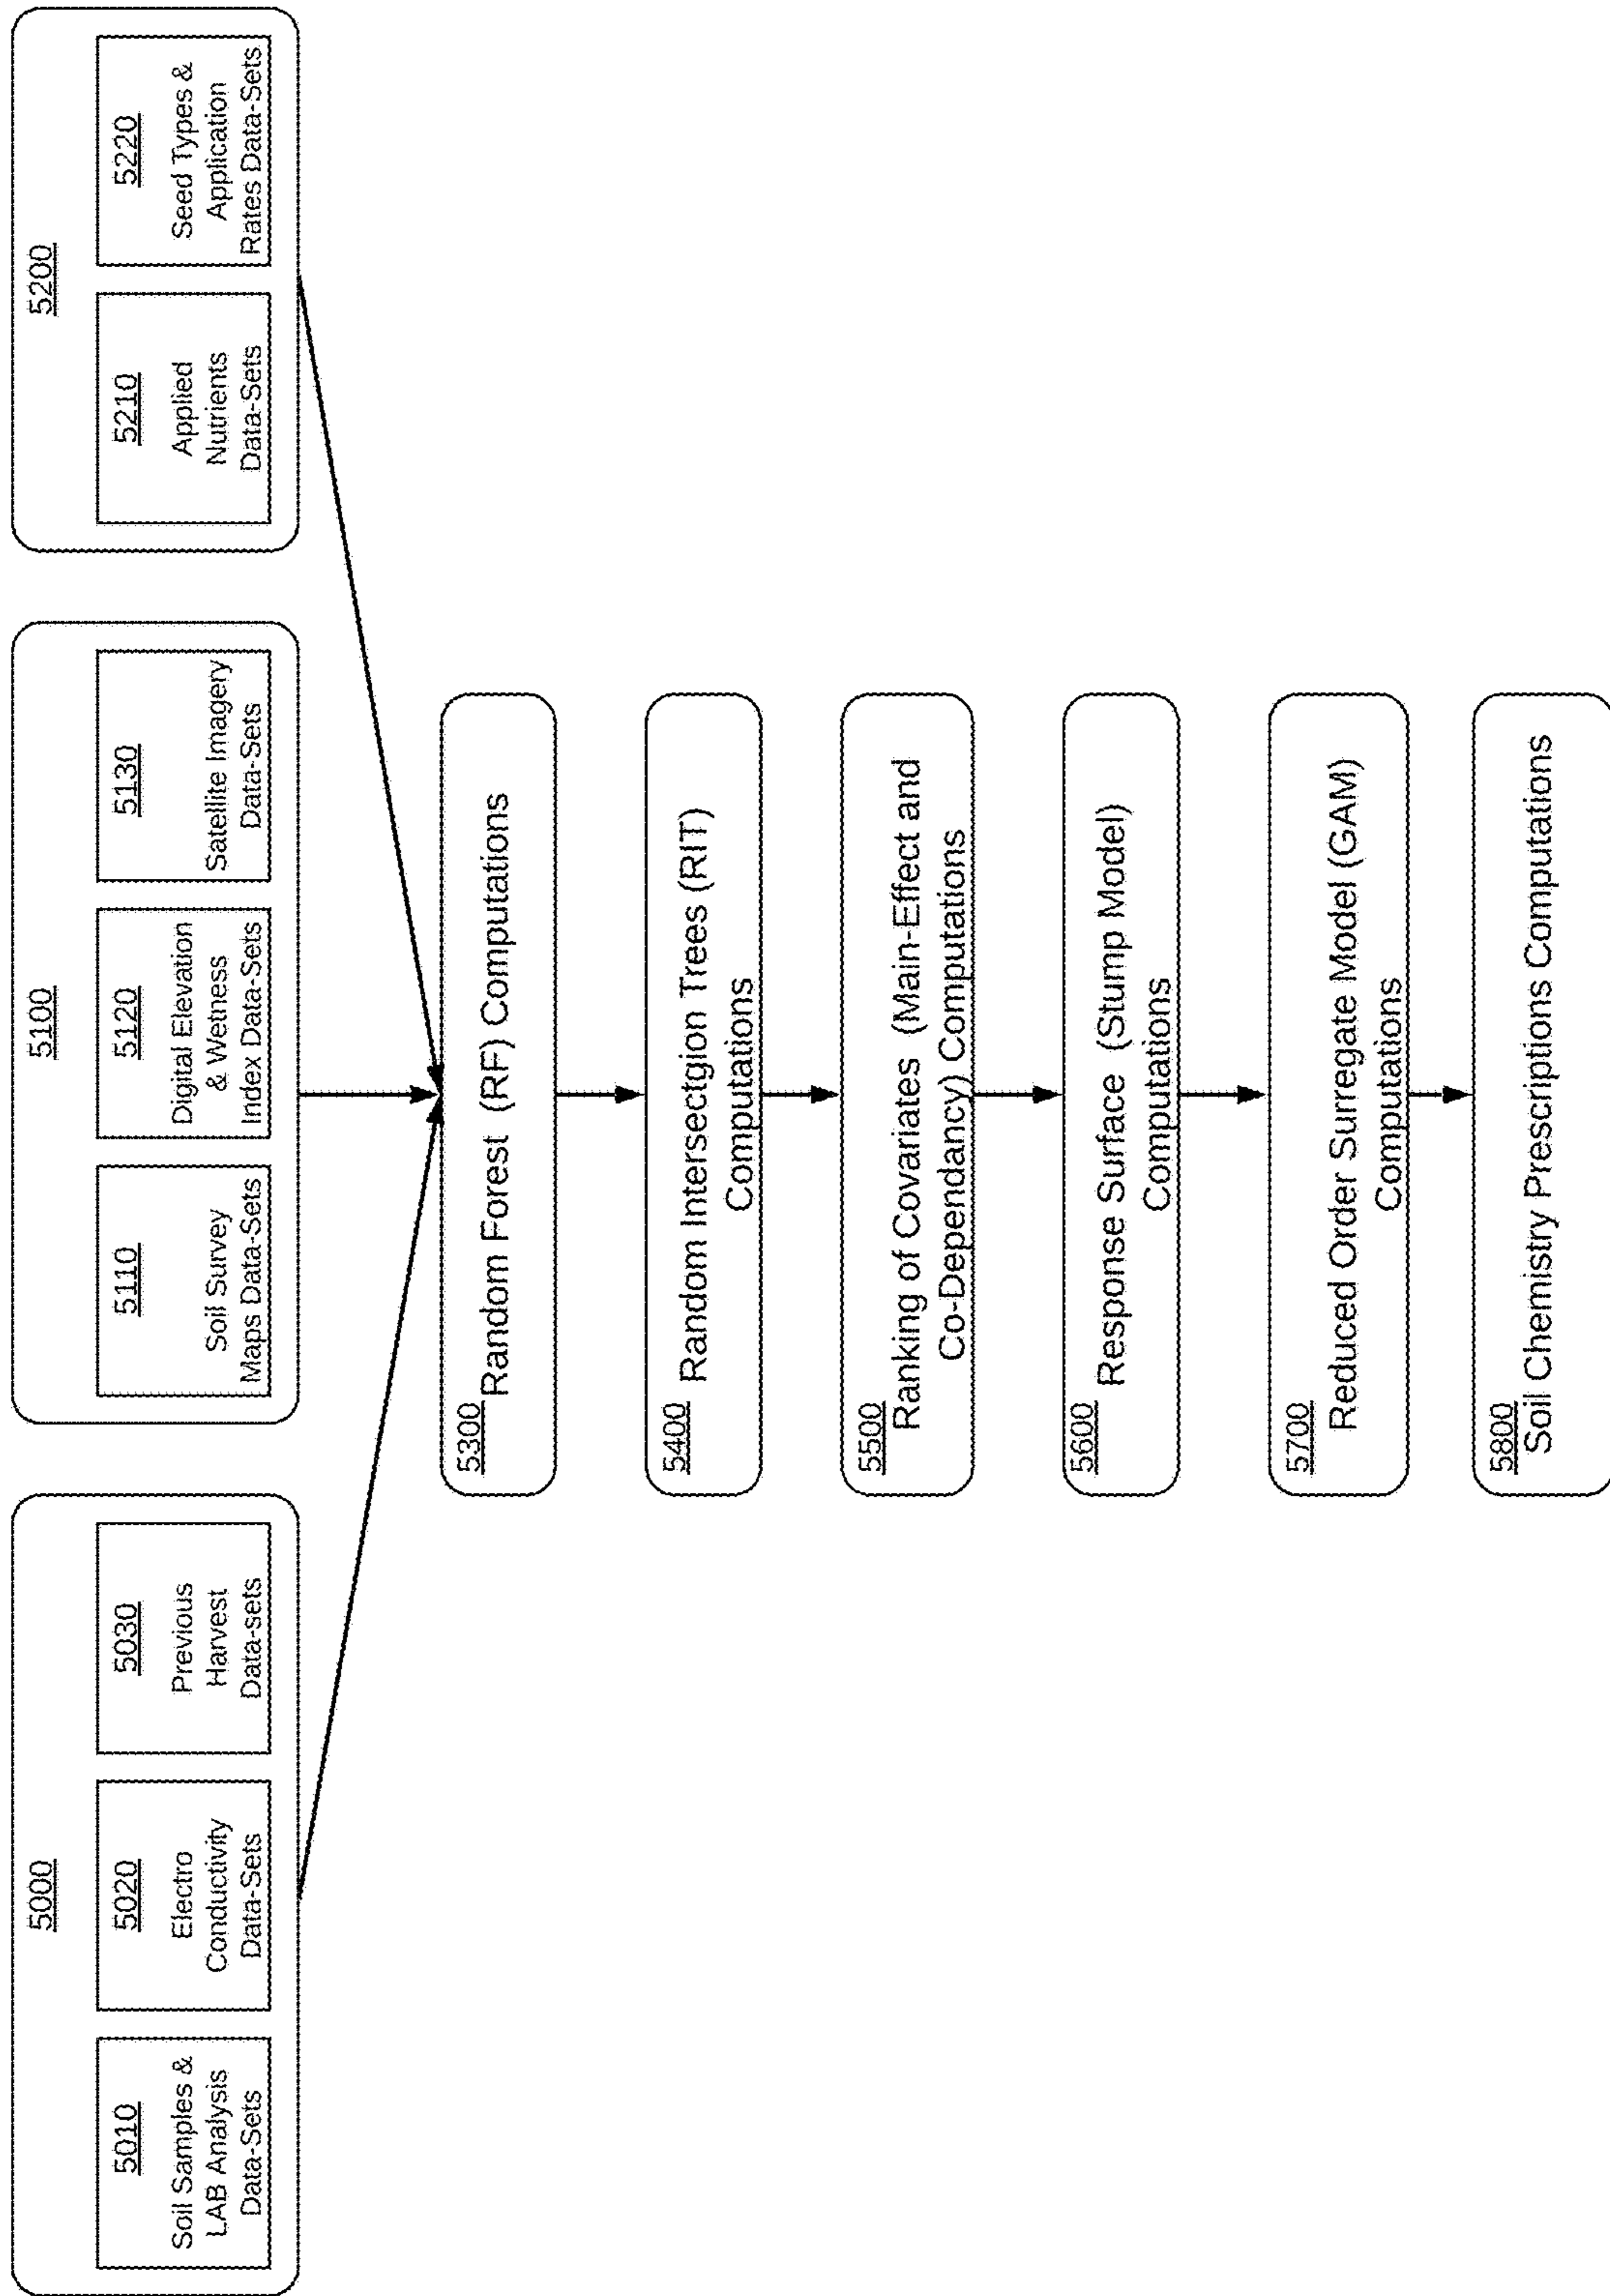 5000
5010
Soil Samples &
LAB Analysis
Data-Sets
5020
Electro
Conductivity
Data-Sets
5030
Previous
Harvest
Data-sets
5100
5110
Soil Survey
Maps Data-Sets
5120
Digital Elevation
& Wetness
Index Data-Sets
5130
Satellite Imagery
Data-Sets
5200
5210
Applied
Nutrients
Data-Sets
5220
Seed Types &
Application
Rates Data-Sets
5300
Random Forest (RF) Computations
5400
Random Intersectgion Trees (RIT)
Computations
5500
Ranking of Covariates (Main-Effect and
Co-Dependancy) Computations
5600
Response Surface (Stump Model)
Computations
5700
Reduced Order Surregate Model (GAM)
Computations
5800
Soil Chemistry Prescriptions Computations